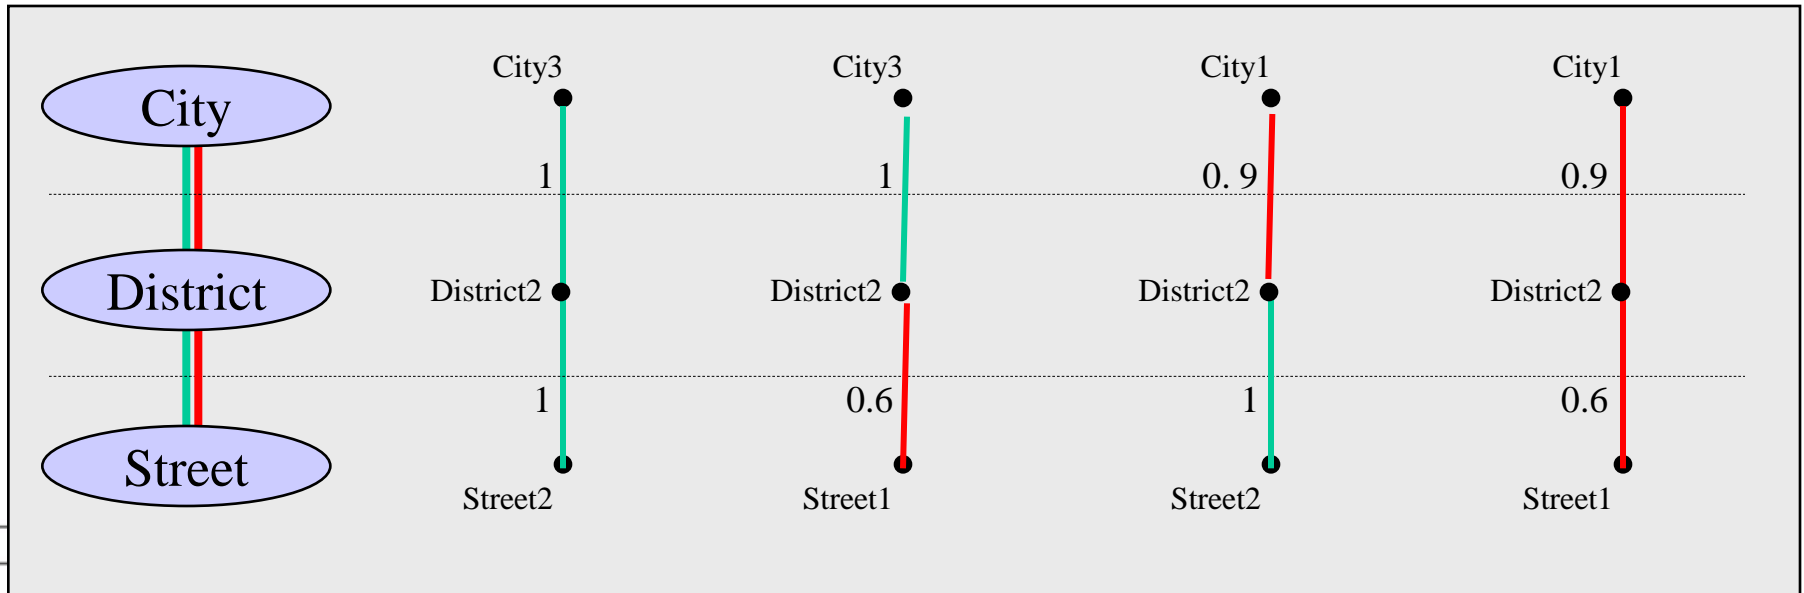 City3 City3 City1 City1
City
1 1 0. 9 0.9
District District2 District2 District2 District2
1 0.6 1 0.6
Street
Street2 Street1 Street2 Street1